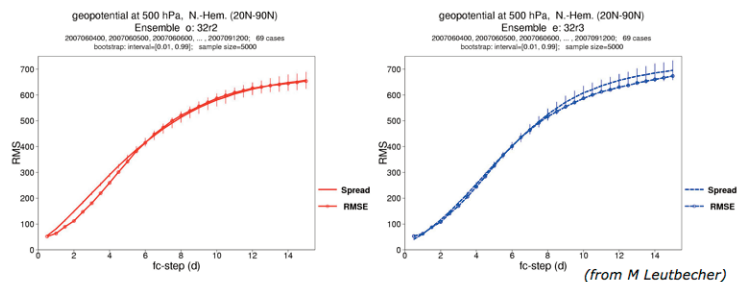 geopotential at 500 hPa, N.-Hem. (20N-90N)
Ensemble o: 32r2
2007060400, 2007060500, 2007060600, ... , 2007091200; 69 cases
bootstrap: interval=[0.01, 0.99]; sample size=5000
700
600
500
400
300
200
100
0
RMS
0 2 4 6 8 10 12 14
fc-step (d)
Spread
RMSE
geopotential at 500 hPa, N.-Hem. (20N-90N)
Ensemble e: 32r3
2007060400, 2007060500, 2007060600, ... , 2007091200; 69 cases
bootstrap: interval=[0.01, 0.99]; sample size=5000
700
600
500
400
300
200
100
0
RMS
0 2 4 6 8 10 12 14
fc-step (d)
Spread
RMSE
(from M Leutbecher)